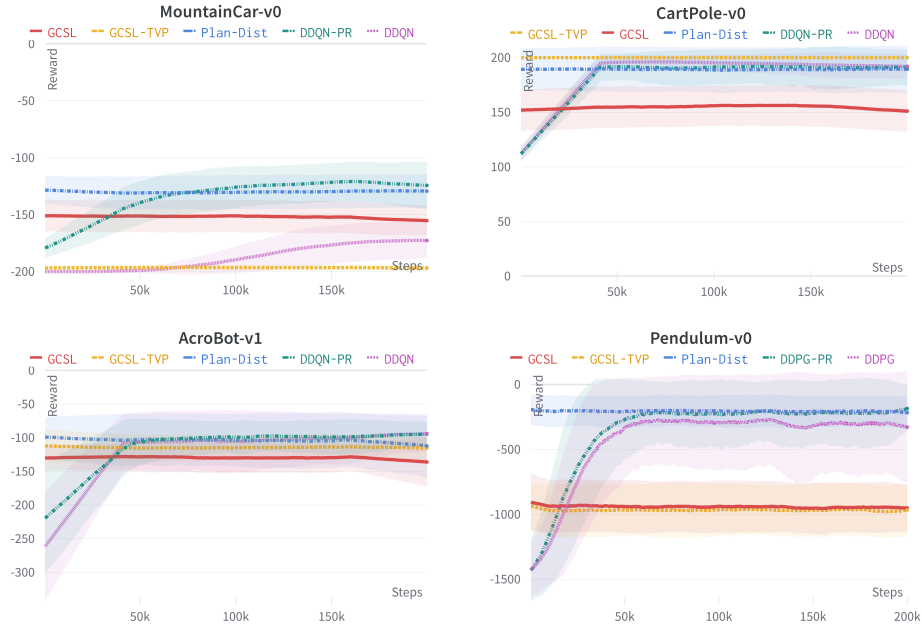 MountainCar-v0
GCSL GCSL-TVP Plan-Dist DDQN-PR DDQN
Reward
0
-50
-100
-150
-200
Steps
50k 100k 150k
CartPole-v0
GCSL-TVP GCSL Plan-Dist DDQN-PR DDQN
Reward
200
150
100
50
0
Steps
50k 100k 150k
AcroBot-v1
GCSL GCSL-TVP Plan-Dist DDQN-PR DDQN
Reward
0
-50
-100
-150
-200
-250
-300
Steps
50k 100k 150k
Pendulum-v0
GCSL GCSL-TVP Plan-Dist DDPG-PR DDPG
Reward
0
-500
-1000
-1500
Steps
50k 100k 150k 200k